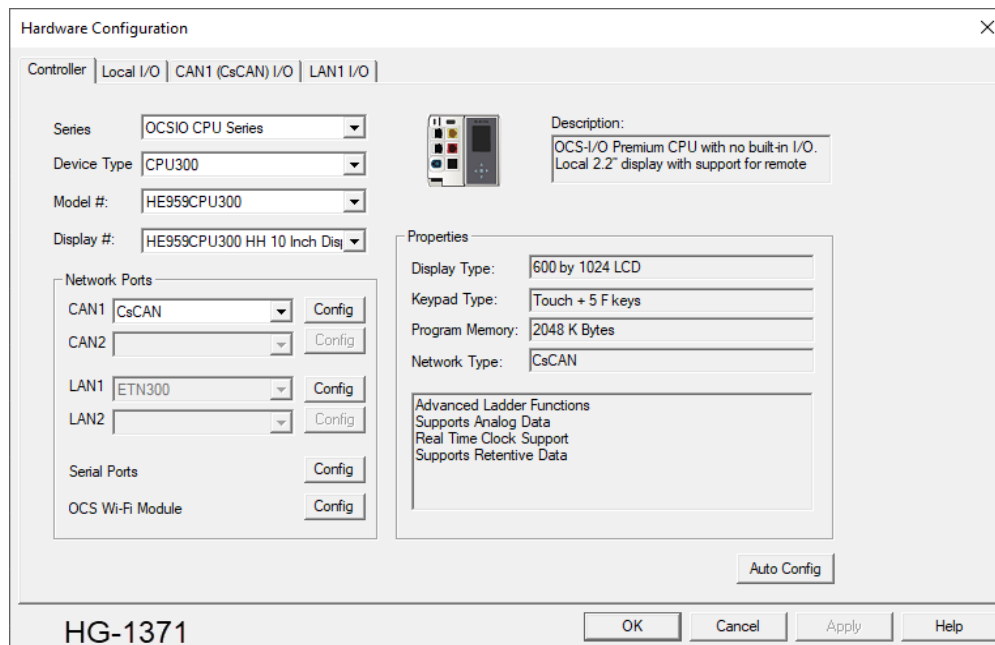 Hardware Configuration
Controller
Local I/O
CAN1 (CsCAN) I/O
LAN1 I/O
Series
OCSIO CPU Series
Device Type
CPU300
Model #:
HE959CPU300
Display #:
HE959CPU300 HH 10 Inch
Description:
OCS-I/O Premium CPU with no built-in I/O.
Local 2.2" display with support for remote
Network Ports
CAN1
CsCAN
Config
CAN2
Config
LAN1
ETN300
Config
LAN2
Config
Serial Ports
Config
OCS Wi-Fi Module
Config
Properties
Display Type:
600 by 1024 LCD
Keypad Type:
Touch + 5 F keys
Program Memory:
2048 K Bytes
Network Type:
CsCAN
Advanced Ladder Functions
Supports Analog Data
Real Time Clock Support
Supports Retentive Data
Auto Config
HG-1371
OK
Cancel
Apply
Help